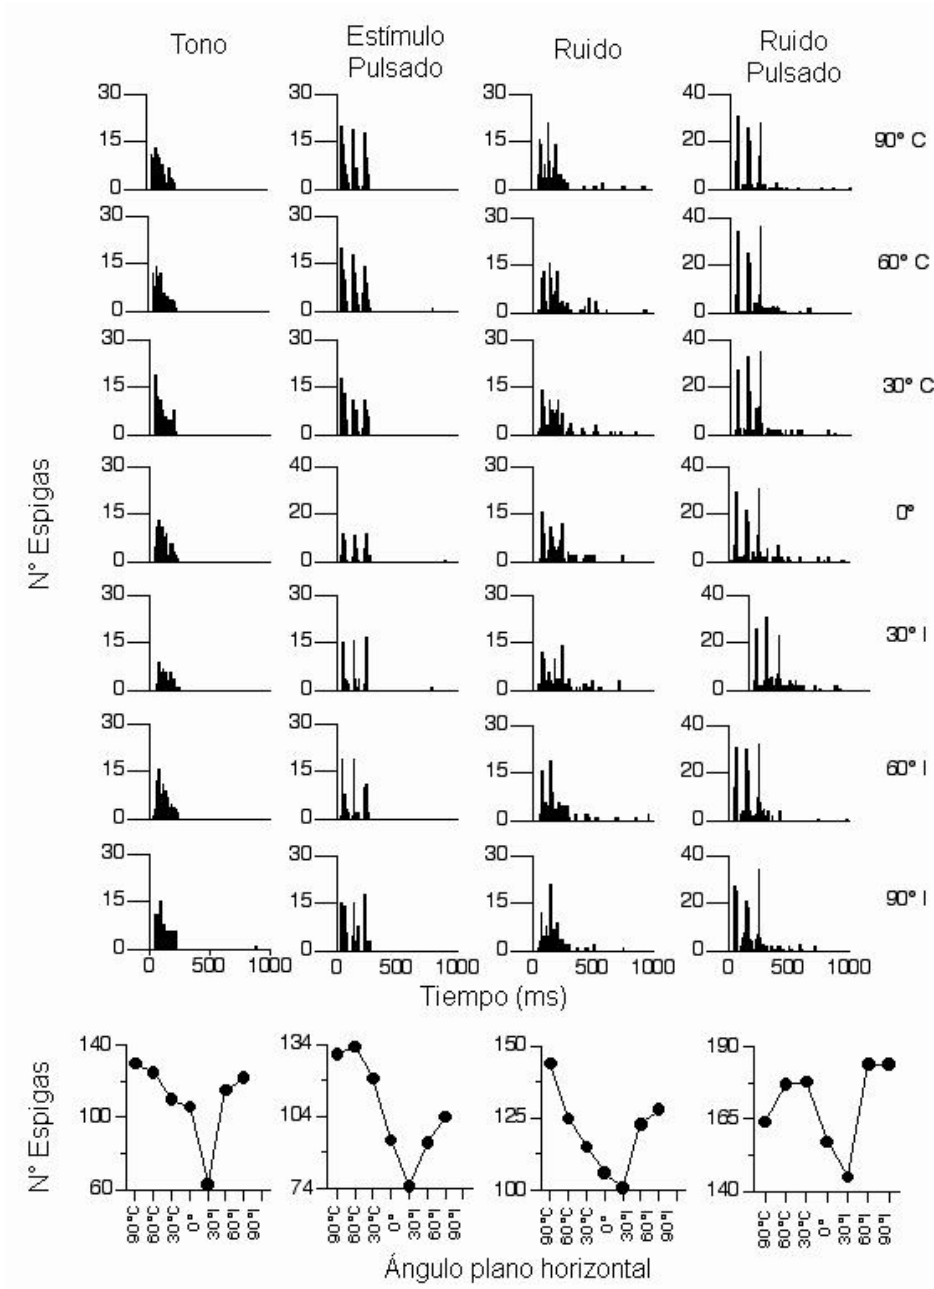 Tono
Estímulo
Pulsado
Ruido
Ruido
Pulsado
30
15
0
30
15
0
30
15
0
40
20
0
90° C
30
15
0
30
15
0
30
15
0
40
20
0
60° C
30
15
0
30
15
0
30
15
0
40
20
0
30° C
30
15
0
40
20
0
30
15
0
40
20
0
0°
30
15
0
30
15
0
30
15
0
40
20
0
30° I
30
15
0
30
15
0
30
15
0
40
20
0
60° I
30
15
0
30
15
0
30
15
0
40
20
0
90° I
N° Espigas
0 500 1000
0 500 1000
0 500 1000
0 500 1000
Tiempo (ms)
N° Espigas
140
100
60
90°C
60°C
30°C
0°
30°I
60°I
90°I
134
104
74
90°C
60°C
30°C
0°
30°I
60°I
90°I
150
125
100
90°C
60°C
30°C
0°
30°I
60°I
90°I
190
165
140
90°C
60°C
30°C
0°
30°I
60°I
90°I
Ángulo plano horizontal